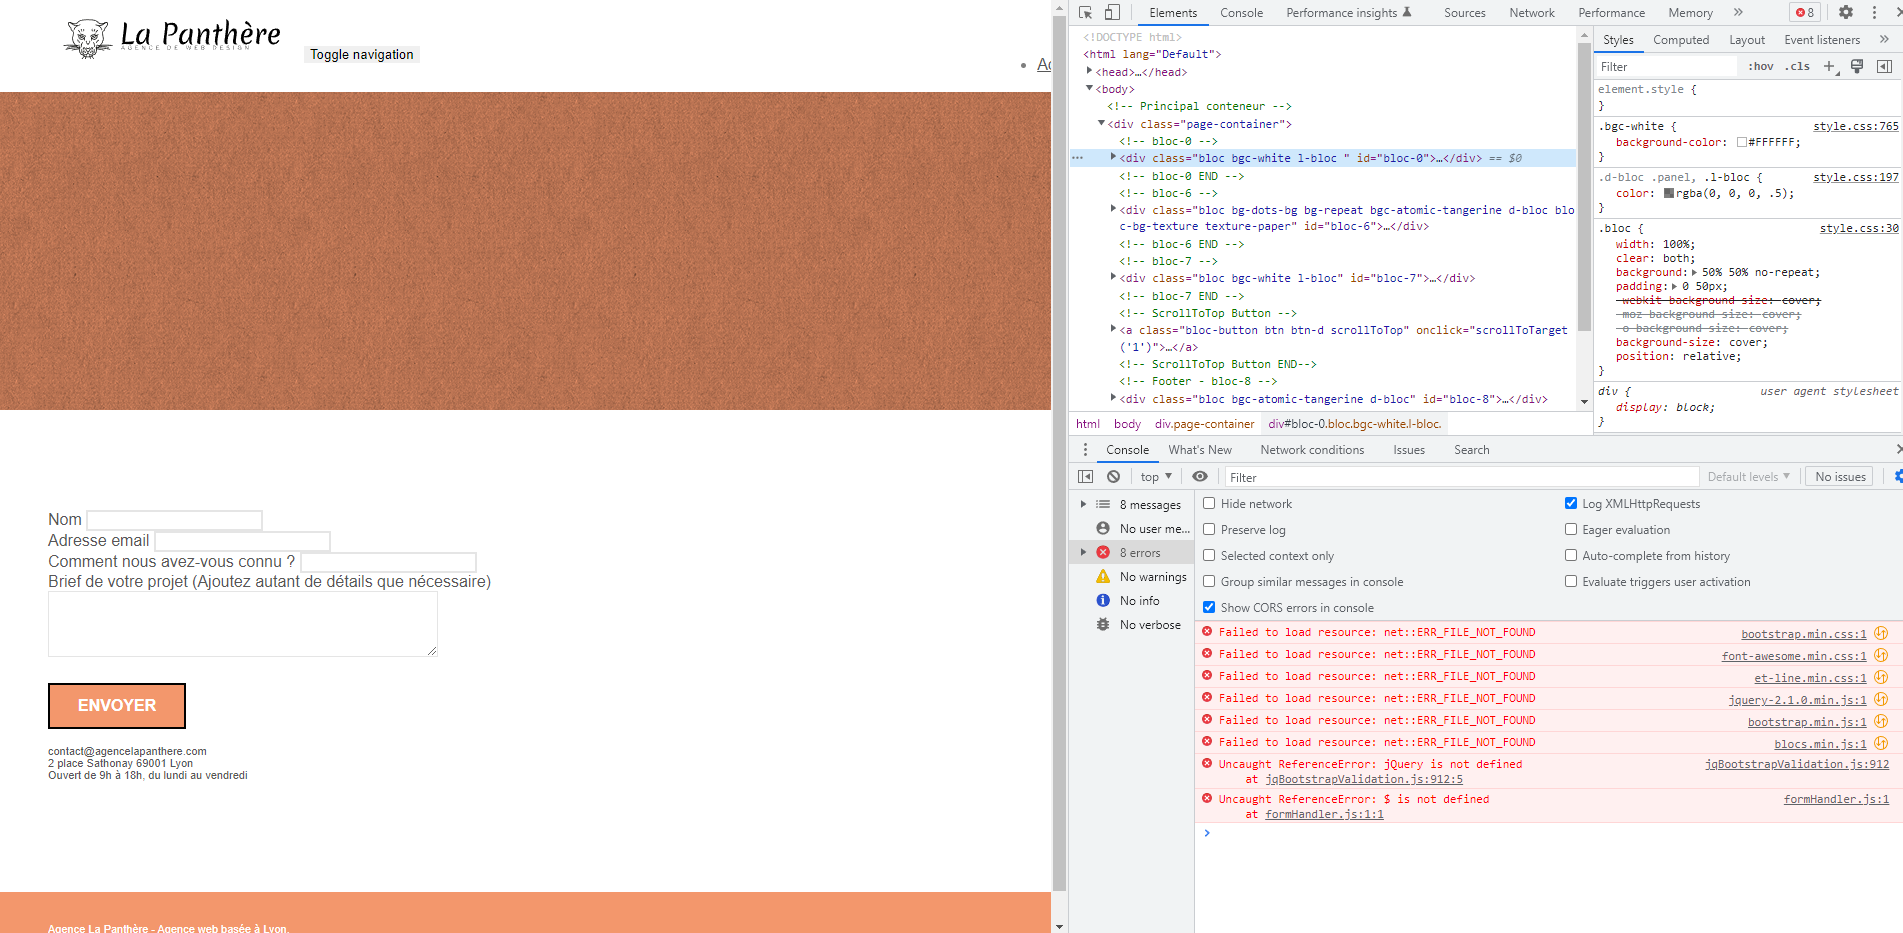 La Panthère
AGENCE DE WEB DESIGN
Toggle navigation
Nom
Adresse email
Comment nous avez-vous connu ?
Brief de votre projet (Ajoutez autant de détails que nécessaire)
ENVOYER
contact@agencelapanthere.com
2 place Sathonay 69001 Lyon
Ouvert de 9h à 18h, du lundi au vendredi
Agence La Panthère - Agence web basée à Lyon.
Elements Console Performance insights Sources Network Performance Memory » 8
<!DOCTYPE html>
<html lang="Default">
<head>…</head>
<body>
<!-- Principal conteneur -->
<div class="page-container">
<!-- bloc-0 -->
<div class="bloc bgc-white l-bloc " id="bloc-0">…</div> == $0
<!-- bloc-0 END -->
<!-- bloc-6 -->
<div class="bloc bg-dots-bg bg-repeat bgc-atomic-tangerine d-bloc blo
c-bg-texture texture-paper" id="bloc-6">…</div>
<!-- bloc-6 END -->
<!-- bloc-7 -->
<div class="bloc bgc-white l-bloc" id="bloc-7">…</div>
<!-- bloc-7 END -->
<!-- ScrollToTop Button -->
<a class="bloc-button btn btn-d scrollToTop" onclick="scrollToTarget
('1')">…</a>
<!-- ScrollToTop Button END-->
<!-- Footer - bloc-8 -->
<div class="bloc bgc-atomic-tangerine d-bloc" id="bloc-8">…</div>
html body div.page-container div#bloc-0.bloc.bgc-white.l-bloc.
Styles Computed Layout Event listeners »
Filter :hov .cls +
element.style {
}
.bgc-white { style.css:765
background-color: #FFFFFF;
}
.d-bloc .panel, .l-bloc { style.css:197
color: rgba(0, 0, 0, .5);
}
.bloc { style.css:30
width: 100%;
clear: both;
background: 50% 50% no-repeat;
padding: 0 50px;
-webkit-background-size: cover;
-moz-background-size: cover;
-o-background-size: cover;
background-size: cover;
position: relative;
}
div { user agent stylesheet
display: block;
}
Console What's New Network conditions Issues Search
top Filter Default levels No issues
8 messages
No user me...
8 errors
No warnings
No info
No verbose
Hide network Log XMLHttpRequests
Preserve log Eager evaluation
Selected context only Auto-complete from history
Group similar messages in console Evaluate triggers user activation
Show CORS errors in console
Failed to load resource: net::ERR_FILE_NOT_FOUND bootstrap.min.css:1
Failed to load resource: net::ERR_FILE_NOT_FOUND font-awesome.min.css:1
Failed to load resource: net::ERR_FILE_NOT_FOUND et-line.min.css:1
Failed to load resource: net::ERR_FILE_NOT_FOUND jquery-2.1.0.min.js:1
Failed to load resource: net::ERR_FILE_NOT_FOUND bootstrap.min.js:1
Failed to load resource: net::ERR_FILE_NOT_FOUND blocs.min.js:1
Uncaught ReferenceError: jQuery is not defined jqBootstrapValidation.js:912
at jqBootstrapValidation.js:912:5
Uncaught ReferenceError: $ is not defined formHandler.js:1
at formHandler.js:1:1